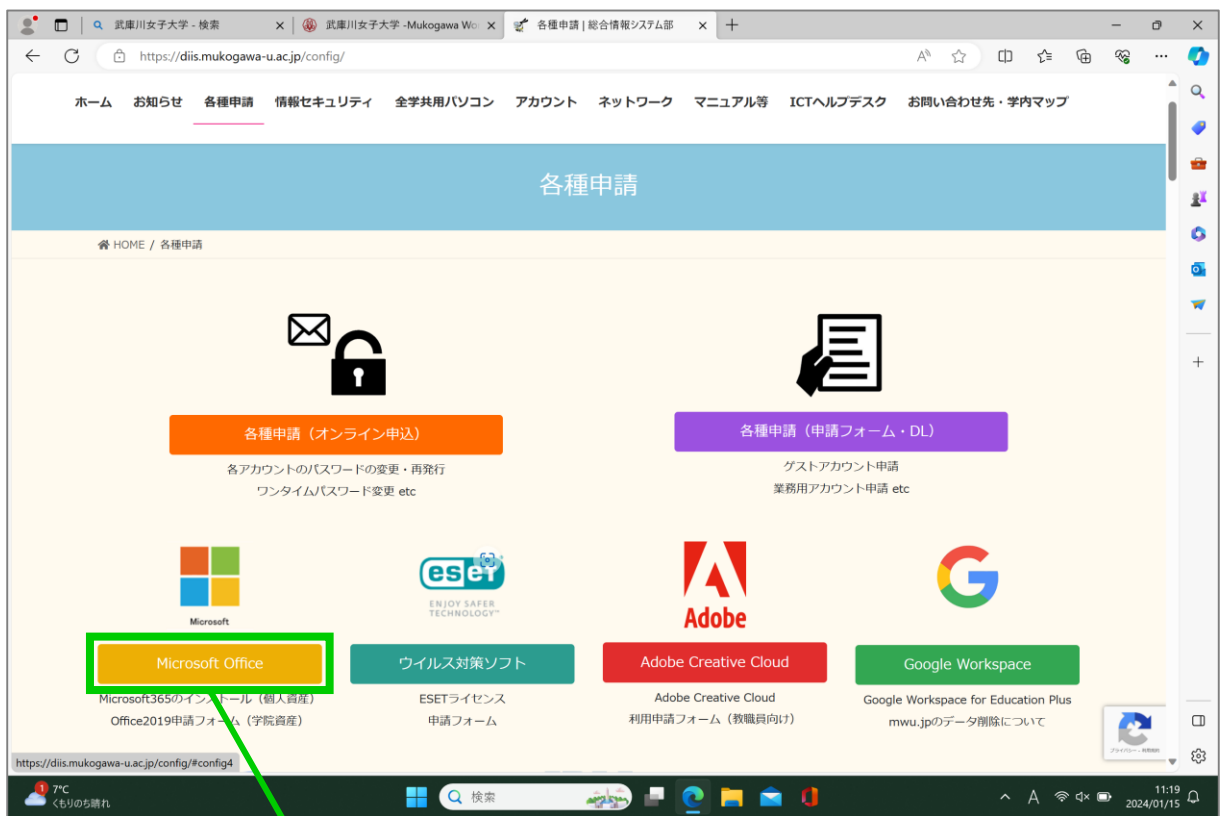 武庫川女子大学 - 検索
武庫川女子大学 -Mukogawa Wo
各種申請 | 総合情報システム部
https://diis.mukogawa-u.ac.jp/config/
ホーム お知らせ 各種申請 情報セキュリティ 全学共用パソコン アカウント ネットワーク マニュアル等 ICTヘルプデスク お問い合わせ先・学内マップ
各種申請
HOME / 各種申請
各種申請（オンライン申込）
各種申請（申請フォーム・DL）
各アカウントのパスワードの変更・再発行
ワンタイムパスワード変更 etc
ゲストアカウント申請
業務用アカウント申請 etc
Microsoft
eset
ENJOY SAFER
TECHNOLOGY™
Adobe
Microsoft Office
ウイルス対策ソフト
Adobe Creative Cloud
Google Workspace
Microsoft365のインストール（個人資産）
Office2019申請フォーム（学院資産）
ESETライセンス
申請フォーム
Adobe Creative Cloud
利用申請フォーム（教職員向け）
Google Workspace for Education Plus
mwu.jpのデータ削除について
プライバシー - 利用規約
https://diis.mukogawa-u.ac.jp/config/#config4
1
7°C
くもりのち晴れ
検索
A
11:19
2024/01/15